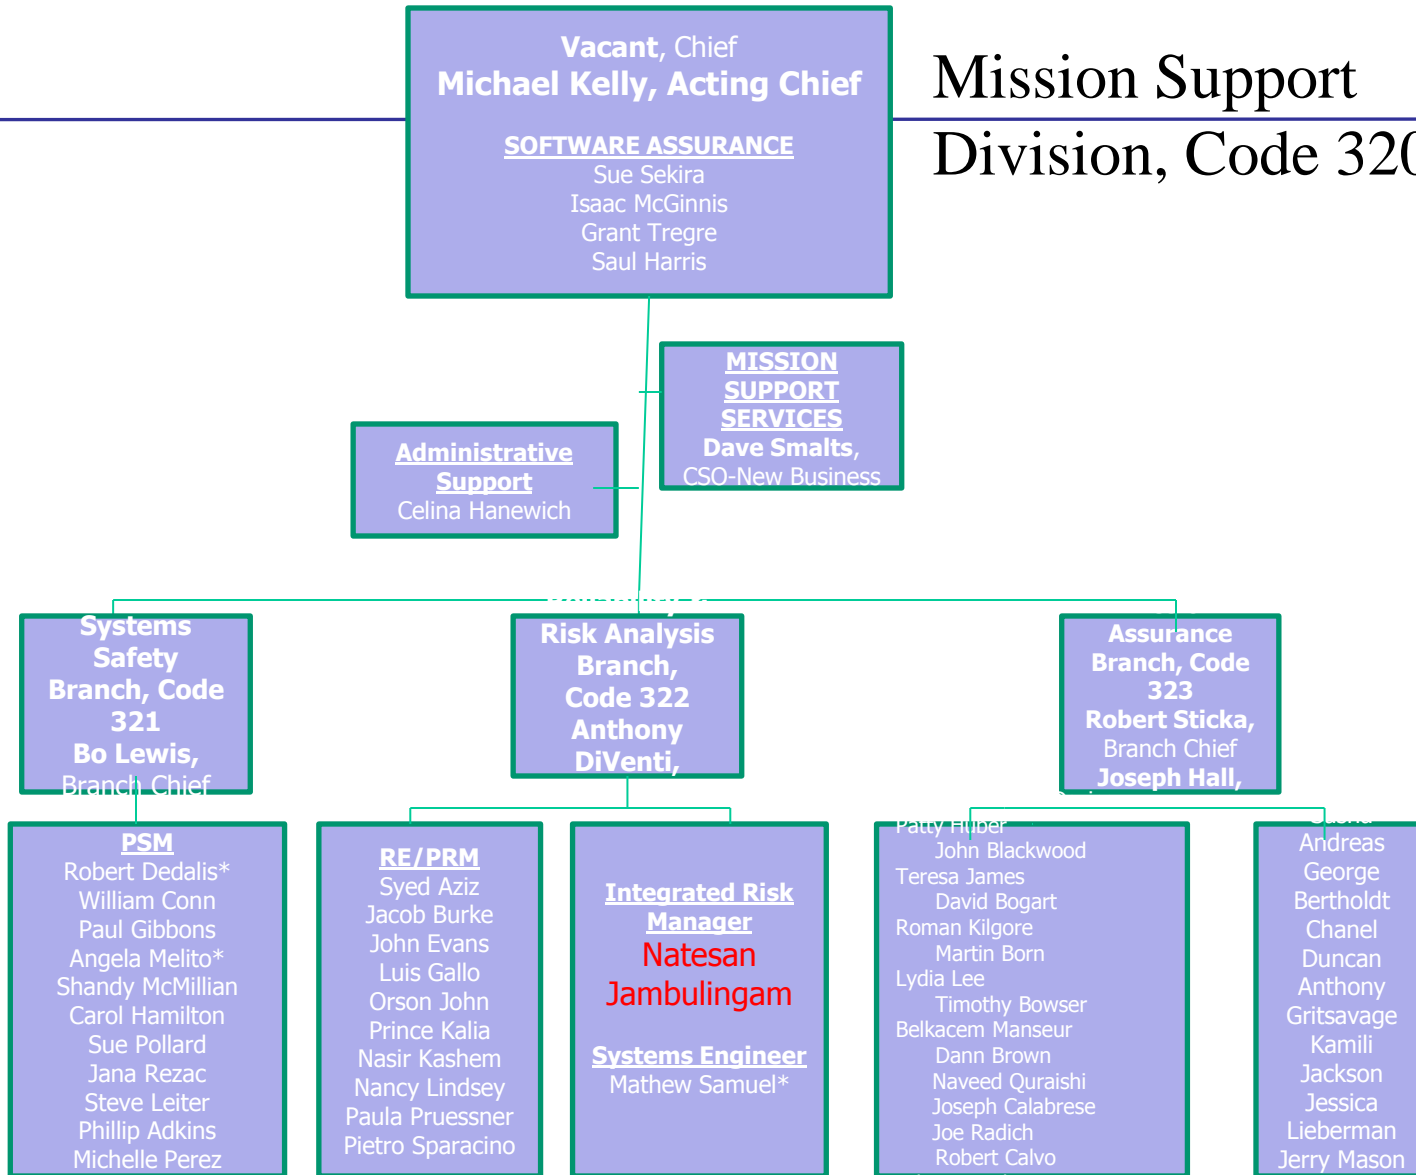 Vacant, Chief
Michael Kelly, Acting Chief
SOFTWARE ASSURANCE
Sue Sekira
Isaac McGinnis
Grant Tregre
Saul Harris
Mission Support
Division, Code 320
MISSION
SUPPORT
SERVICES
Dave Smalts,
CSO-New Business
Administrative
Support
Celina Hanewich
Systems
Safety
Branch, Code
321
Bo Lewis,
Branch Chief
Risk Analysis
Branch,
Code 322
Anthony
DiVenti,
Assurance
Branch, Code
323
Robert Sticka,
Branch Chief
Joseph Hall,
PSM
Robert Dedalis*
William Conn
Paul Gibbons
Angela Melito*
Shandy McMillian
Carol Hamilton
Sue Pollard
Jana Rezac
Steve Leiter
Phillip Adkins
Michelle Perez
RE/PRM
Syed Aziz
Jacob Burke
John Evans
Luis Gallo
Orson John
Prince Kalia
Nasir Kashem
Nancy Lindsey
Paula Pruessner
Pietro Sparacino
Integrated Risk
Manager
Natesan
Jambulingam
Systems Engineer
Mathew Samuel*
Patty Huber
John Blackwood
Teresa James
David Bogart
Roman Kilgore
Martin Born
Lydia Lee
Timothy Bowser
Belkacem Manseur
Dann Brown
Naveed Quraishi
Joseph Calabrese
Joe Radich
Robert Calvo
Andreas
George
Bertholdt
Chanel
Duncan
Anthony
Gritsavage
Kamili
Jackson
Jessica
Lieberman
Jerry Mason